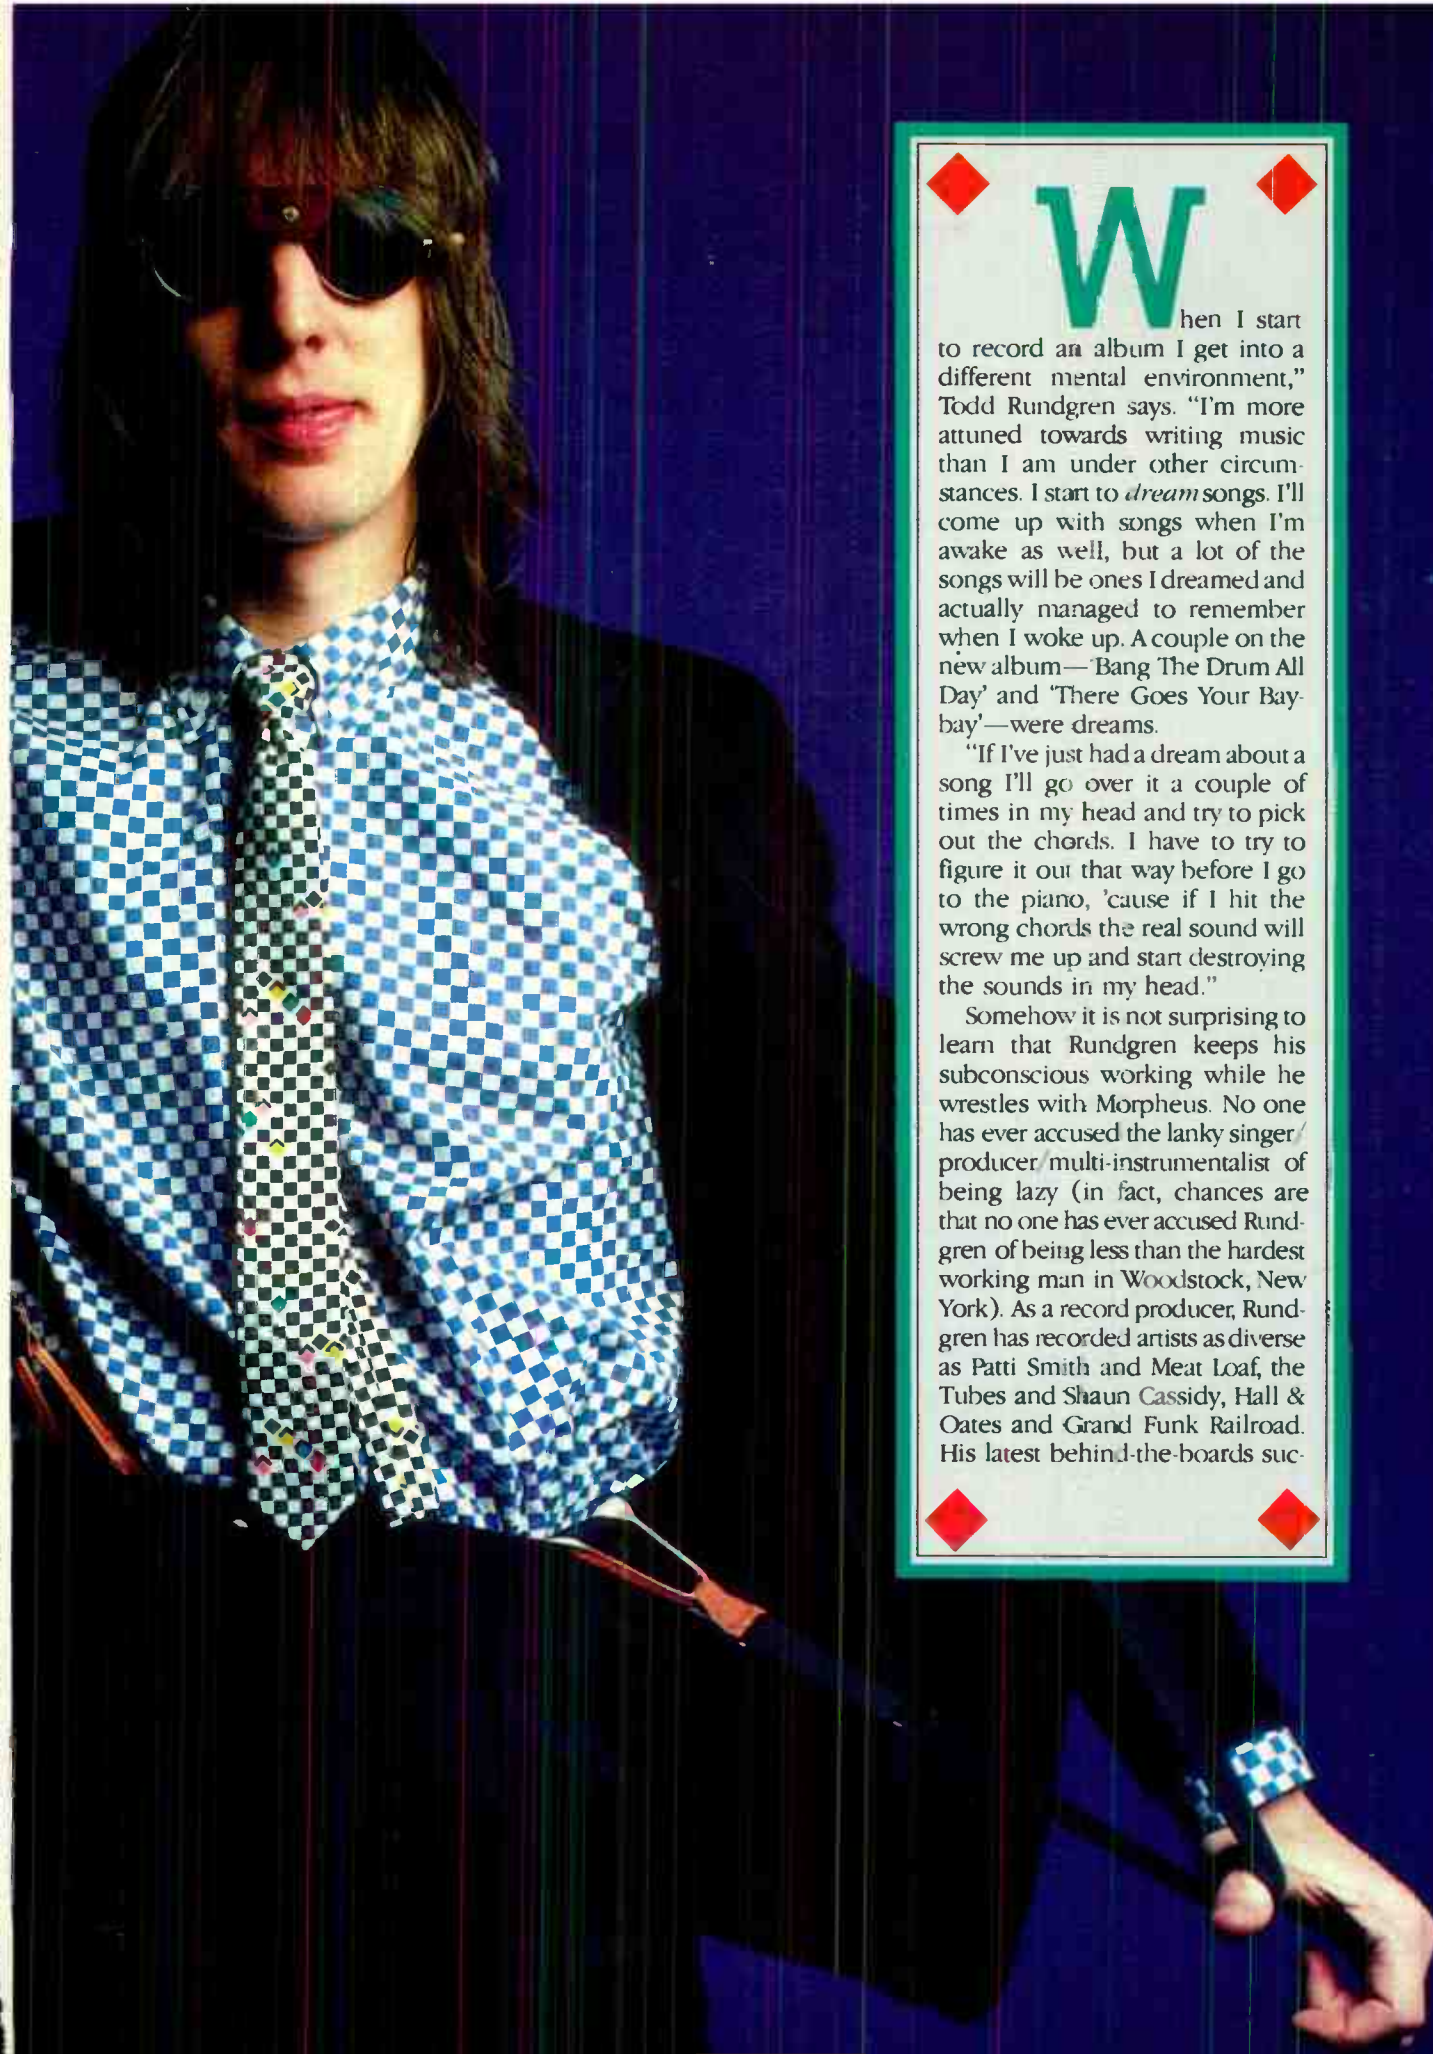 When I start
to record an album I get into a
different mental environment,”
Todd Rundgren says. “I'm more
attuned towards writing music
than I am under other circum-
stances. I start to dream songs. I'll
come up with songs when I'm
awake as well, but a lot of the
songs will be ones I dreamed and
actually managed to remember
when I woke up. A couple on the
new album—'Bang The Drum All
Day' and 'There Goes Your Bay-
bay'—were dreams.
“If I've just had a dream about a
song I'll go over it a couple of
times in my head and try to pick
out the chords. I have to try to
figure it out that way before I go
to the piano, 'cause if I hit the
wrong chords the real sound will
screw me up and start destroying
the sounds in my head.”
Somehow it is not surprising to
learn that Rundgren keeps his
subconscious working while he
wrestles with Morpheus. No one
has ever accused the lanky singer/
producer/multi-instrumentalist of
being lazy (in fact, chances are
that no one has ever accused Rund-
gren of being less than the hardest
working man in Woodstock, New
York). As a record producer, Rund-
gren has recorded artists as diverse
as Patti Smith and Meat Loaf, the
Tubes and Shaun Cassidy, Hall &
Oates and Grand Funk Railroad.
His latest behind-the-boards suc-